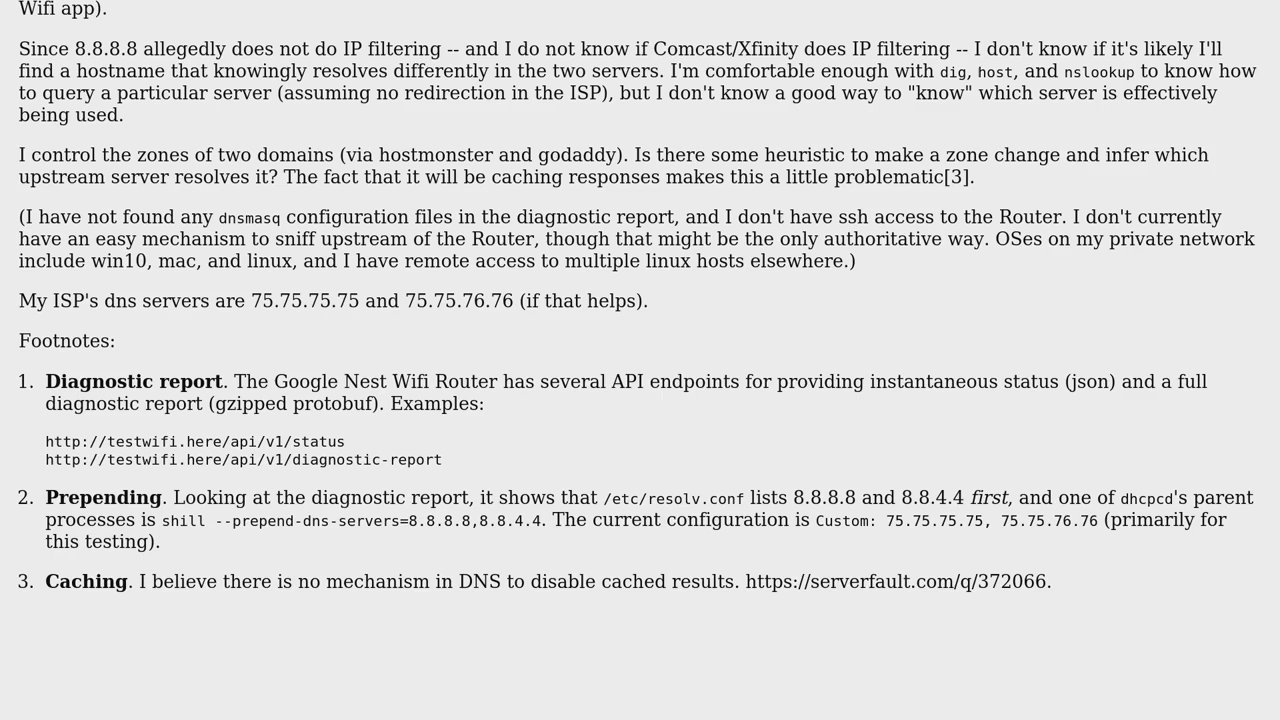 Wifi app).
Since 8.8.8.8 allegedly does not do IP filtering -- and I do not know if Comcast/Xfinity does IP filtering -- I don't know if it's likely I'll
find a hostname that knowingly resolves differently in the two servers. I'm comfortable enough with dig, host, and nslookup to know how
to query a particular server (assuming no redirection in the ISP), but I don't know a good way to "know" which server is effectively
being used.
I control the zones of two domains (via hostmonster and godaddy). Is there some heuristic to make a zone change and infer which
upstream server resolves it? The fact that it will be caching responses makes this a little problematic[3].
(I have not found any dnsmasq configuration files in the diagnostic report, and I don't have ssh access to the Router. I don't currently
have an easy mechanism to sniff upstream of the Router, though that might be the only authoritative way. OSes on my private network
include win10, mac, and linux, and I have remote access to multiple linux hosts elsewhere.)
My ISP's dns servers are 75.75.75.75 and 75.75.76.76 (if that helps).
Footnotes:
1. Diagnostic report. The Google Nest Wifi Router has several API endpoints for providing instantaneous status (json) and a full
diagnostic report (gzipped protobuf). Examples:
http://testwifi.here/api/v1/status
http://testwifi.here/api/v1/diagnostic-report
2. Prepending. Looking at the diagnostic report, it shows that /etc/resolv.conf lists 8.8.8.8 and 8.8.4.4 first, and one of dhcpcd's parent
processes is shill --prepend-dns-servers=8.8.8.8,8.8.4.4. The current configuration is Custom: 75.75.75.75, 75.75.76.76 (primarily for
this testing).
3. Caching. I believe there is no mechanism in DNS to disable cached results. https://serverfault.com/q/372066.